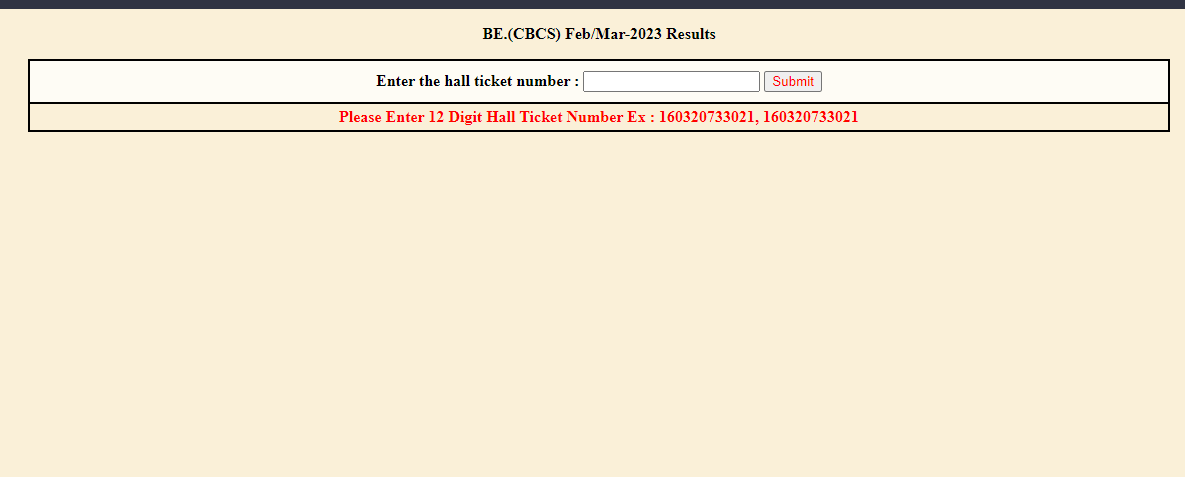 BE.(CBCS) Feb/Mar-2023 Results
Enter the hall ticket number : Submit
Please Enter 12 Digit Hall Ticket Number Ex : 160320733021, 160320733021